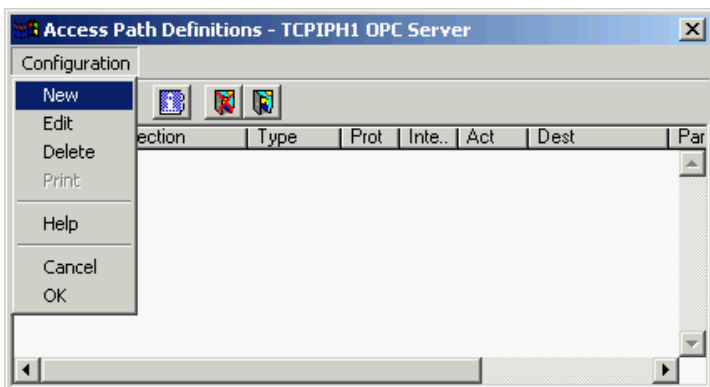 Access Path Definitions - TCPIPH1 OPC Server
Configuration
New
Edit
Delete
Print
Help
Cancel
OK
ection Type Prot Inte.. Act Dest Par